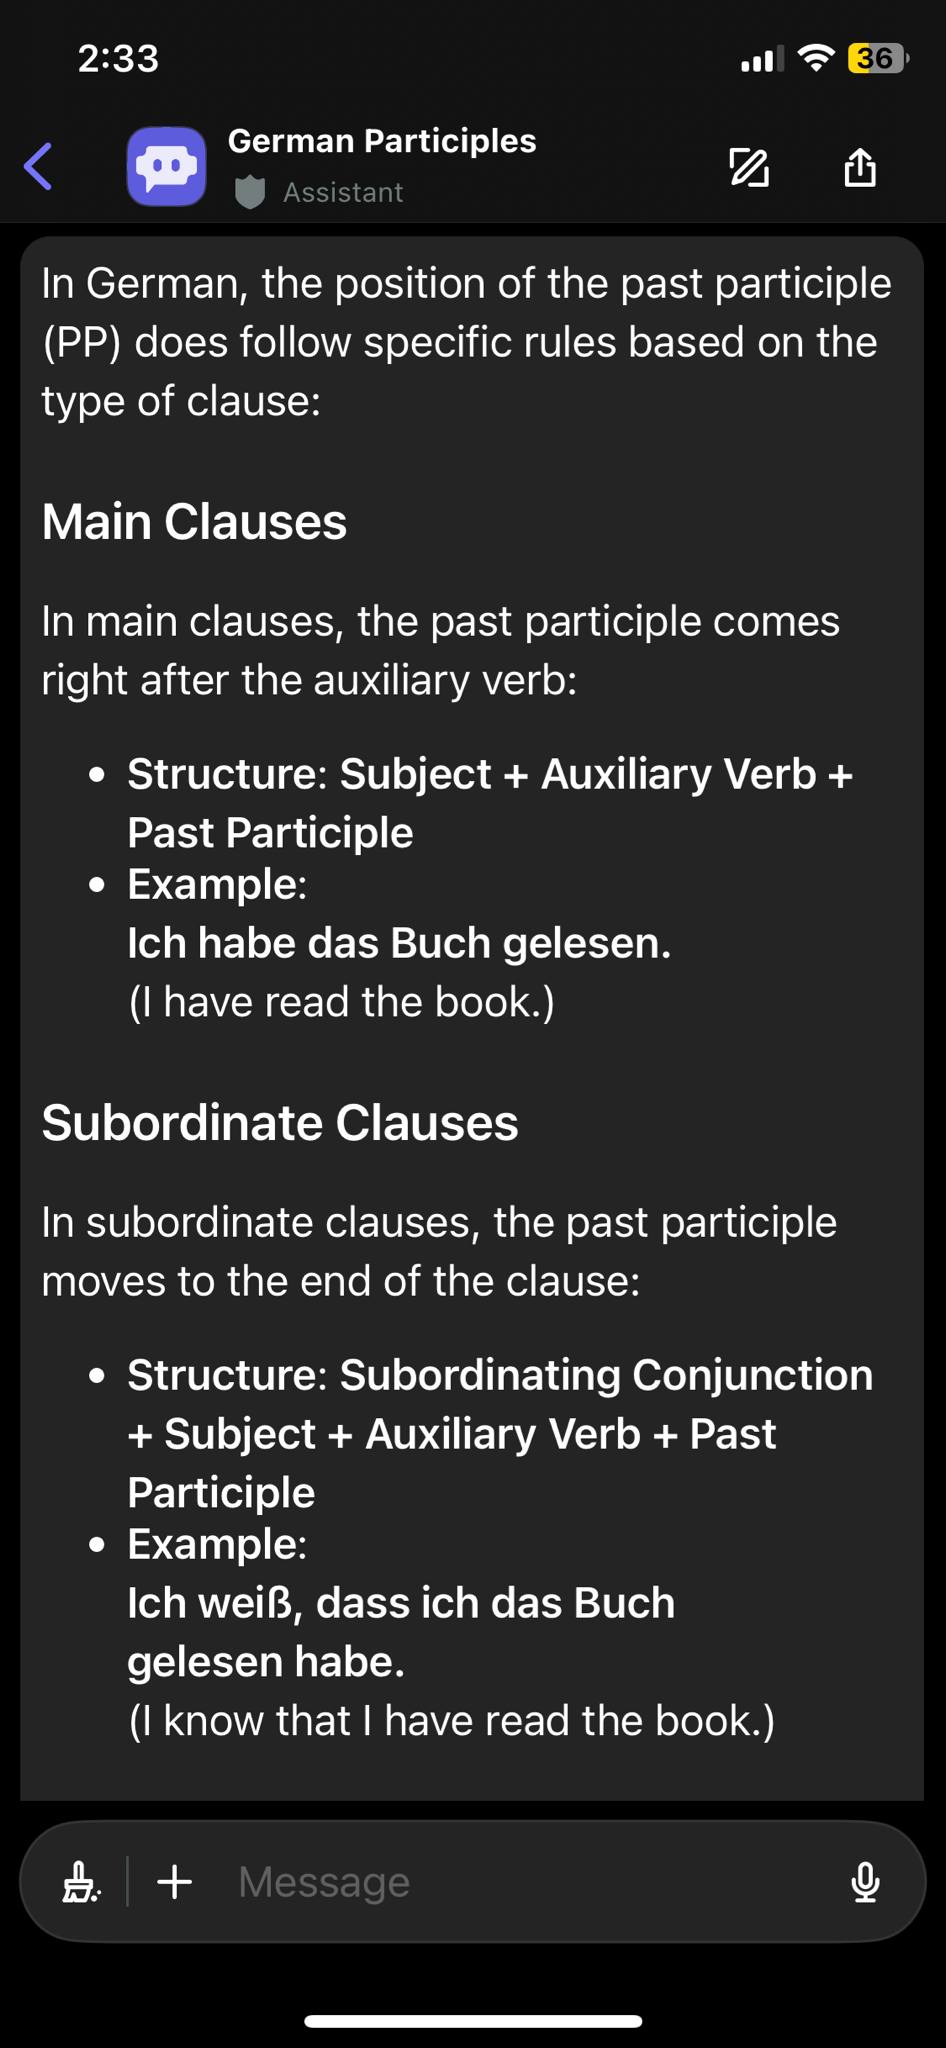 2:33
36
German Participles
Assistant
In German, the position of the past participle
(PP) does follow specific rules based on the
type of clause:
Main Clauses
In main clauses, the past participle comes
right after the auxiliary verb:
• Structure: Subject + Auxiliary Verb +
Past Participle
• Example:
Ich habe das Buch gelesen.
(I have read the book.)
Subordinate Clauses
In subordinate clauses, the past participle
moves to the end of the clause:
• Structure: Subordinating Conjunction
+ Subject + Auxiliary Verb + Past
Participle
• Example:
Ich weiß, dass ich das Buch
gelesen habe.
(I know that I have read the book.)
Message